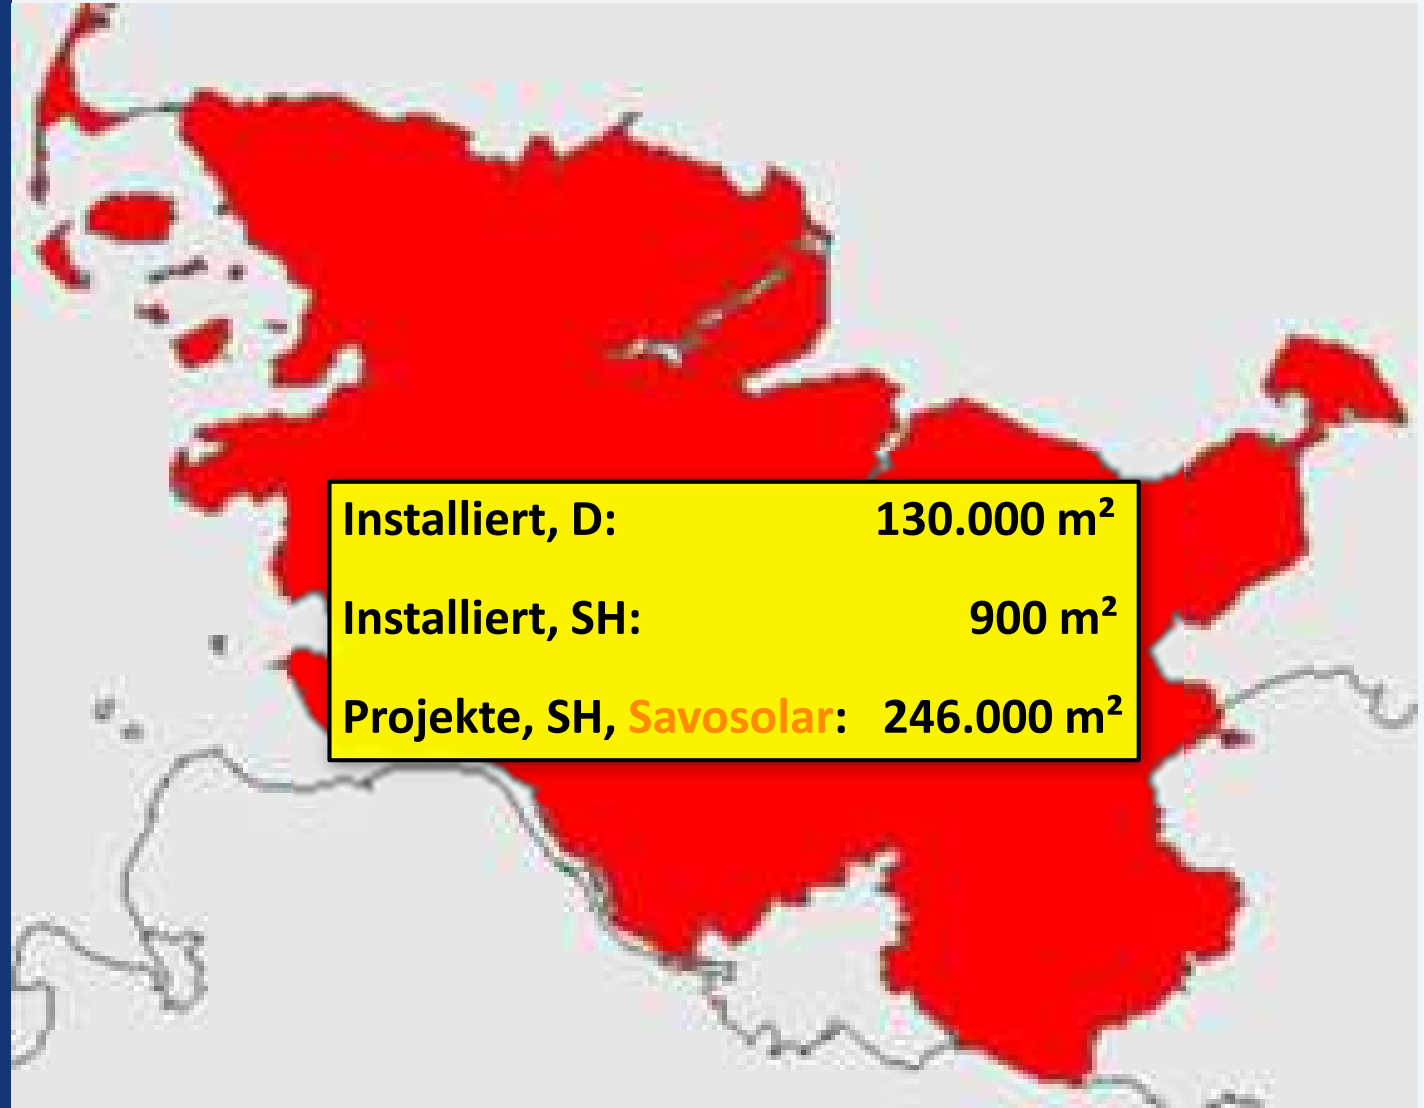 Installiert, D: 130.000 m²
Installiert, SH: 900 m²
Projekte, SH, Savosolar: 246.000 m²